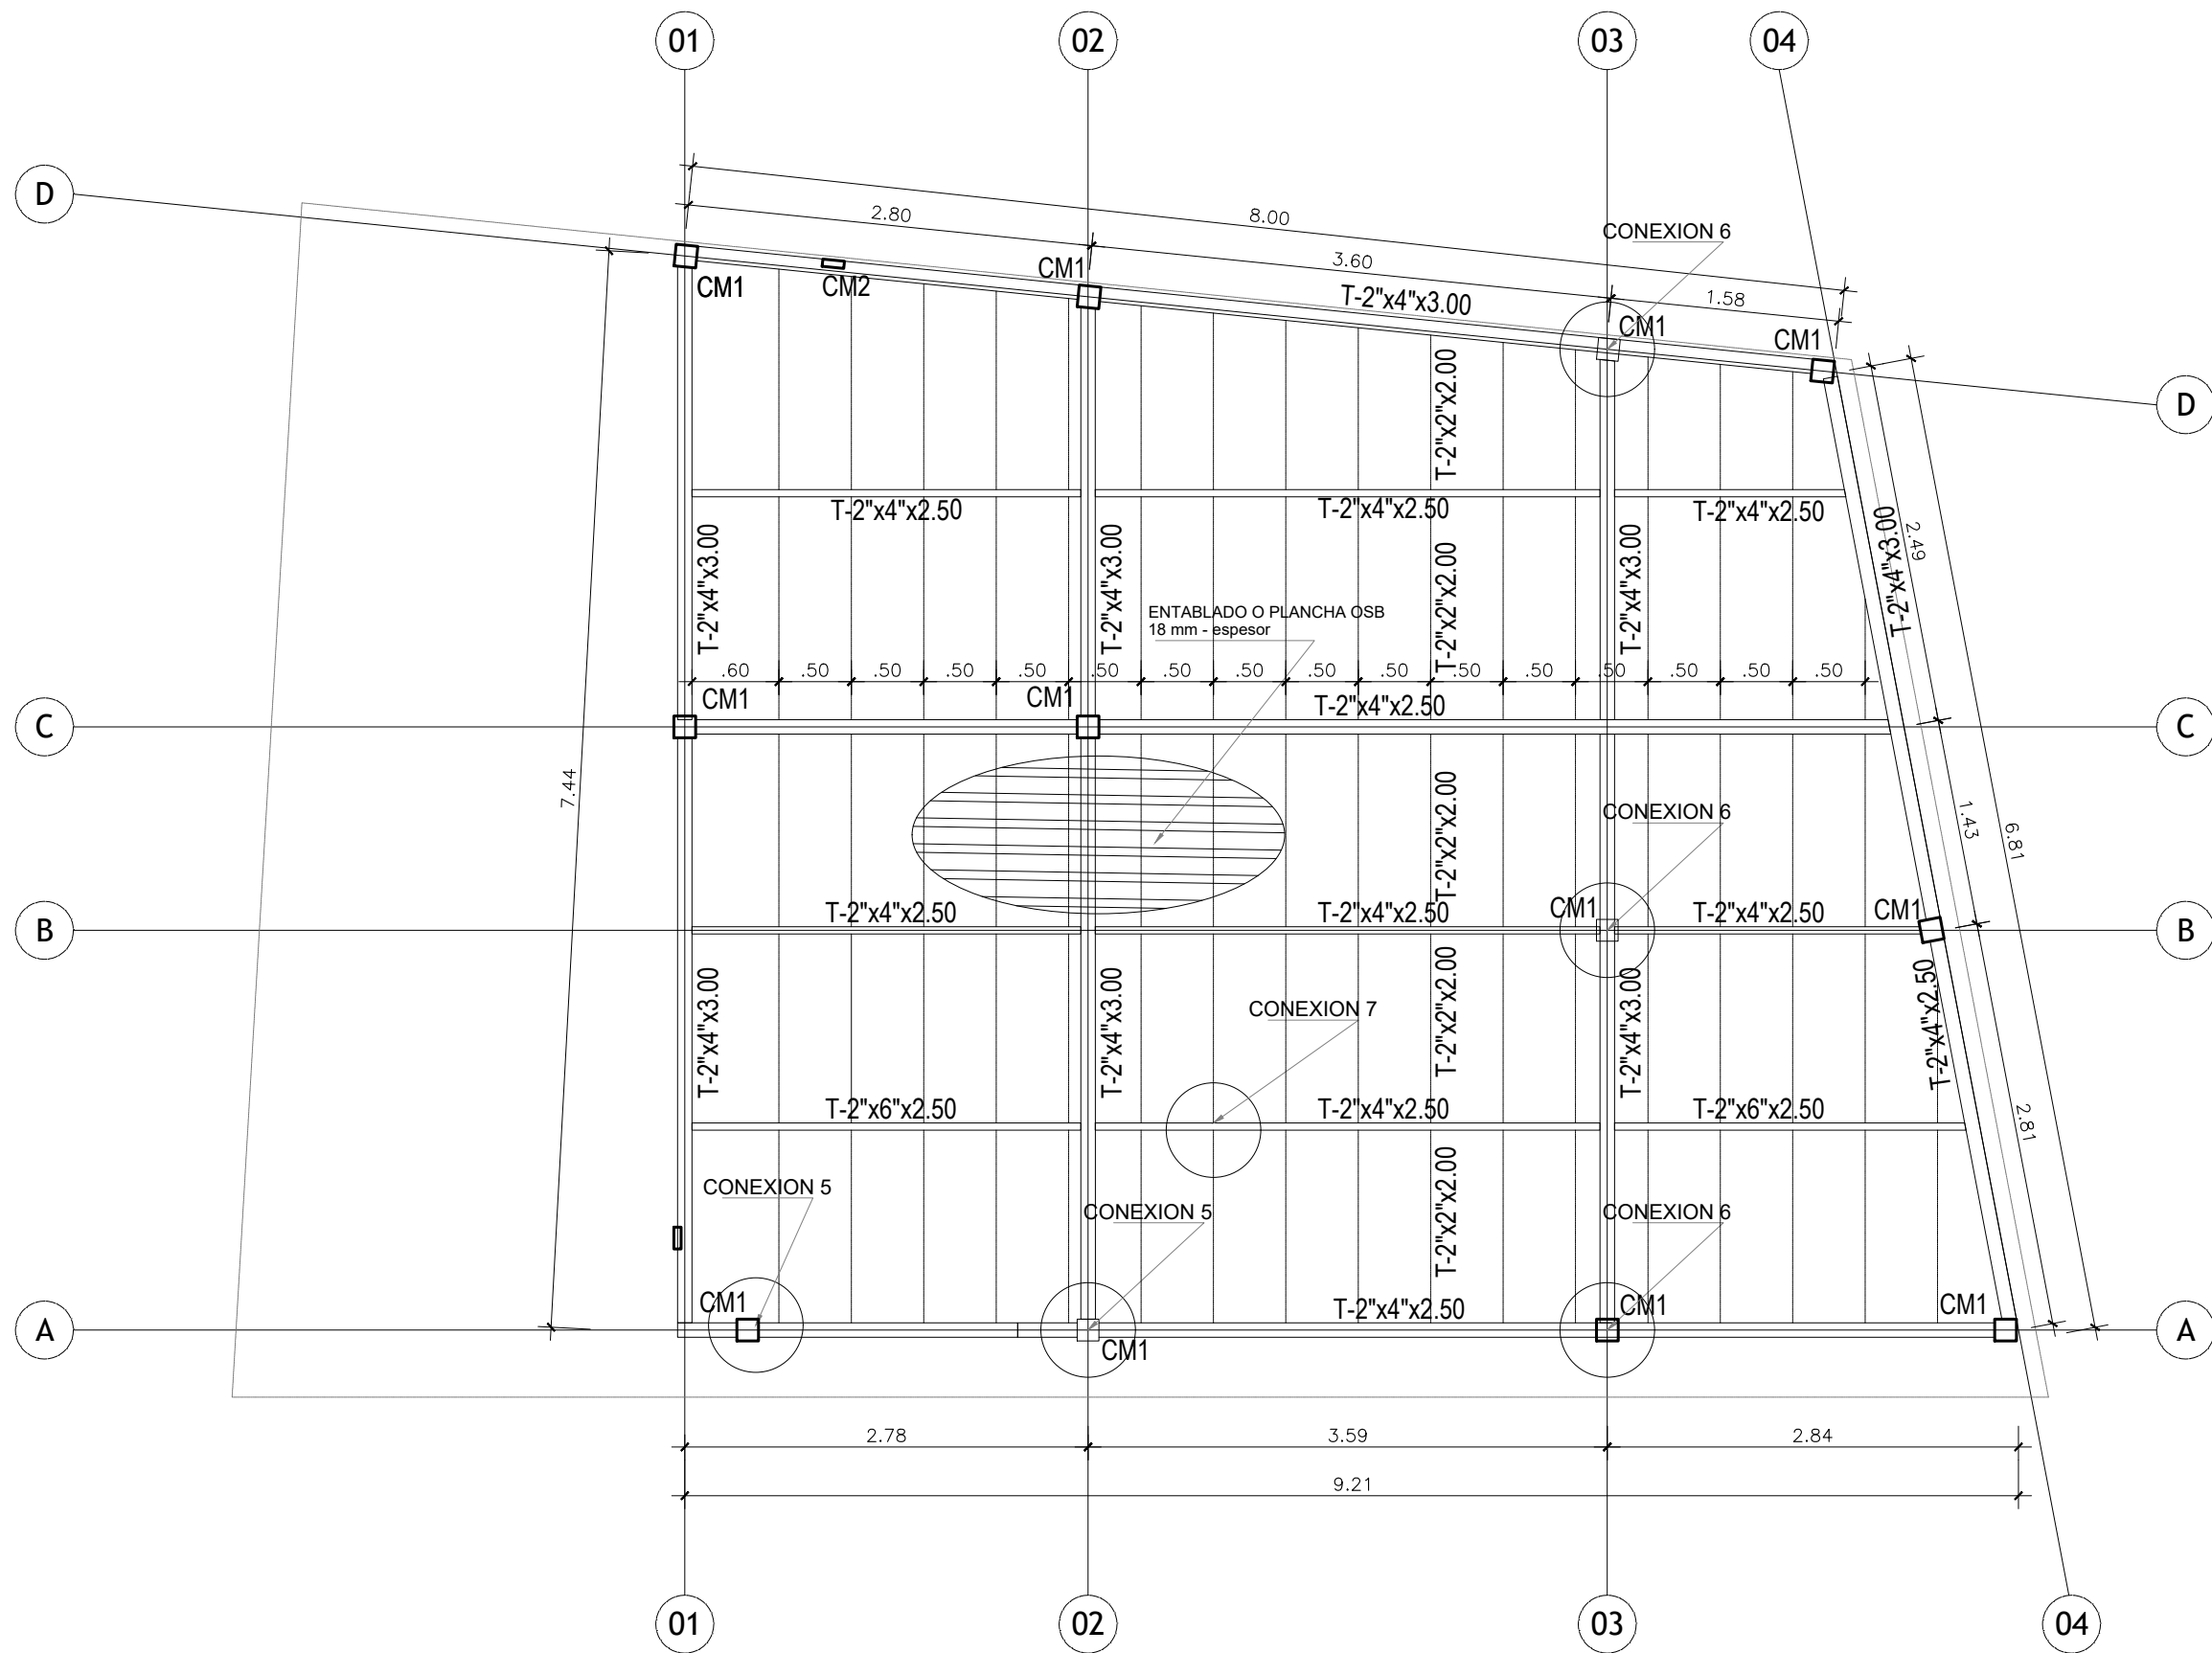 01
02
03
04
D
8.00
2.80
CONEXION 6
3.60
CM1
CM1
CM2
T-2"x4"x3.00
1.58
CM1
CM1
D
T-2"x2"x2.00
T-2"x4"x2.50
T-2"x4"x2.50
T-2"x4"x2.50
T-2"x4"x3.00
2.49
T-2"x4"x3.00
T-2"x4"x3.00
T-2"x2"x2.00
T-2"x4"x3.00
ENTABLADO O PLANCHA OSB
18 mm - espesor
.60 .50 .50 .50 .50 .50 .50 .50 .50 .50 .50 .50 .50 .50 .50 .50
CM1
CM1
T-2"x4"x2.50
C
C
7.44
T-2"x2"x2.00
CONEXION 6
1.43
6.81
B
T-2"x4"x2.50
T-2"x4"x2.50
CM1
T-2"x4"x2.50
CM1
B
T-2"x4"x3.00
T-2"x4"x3.00
CONEXION 7
T-2"x2"x2.00
T-2"x4"x3.00
T-2"x4"x2.50
T-2"x6"x2.50
T-2"x4"x2.50
T-2"x6"x2.50
2.81
CONEXION 5
CONEXION 5
T-2"x2"x2.00
CONEXION 6
A
CM1
CM1
T-2"x4"x2.50
CM1
CM1
A
2.78
3.59
2.84
9.21
01
02
03
04